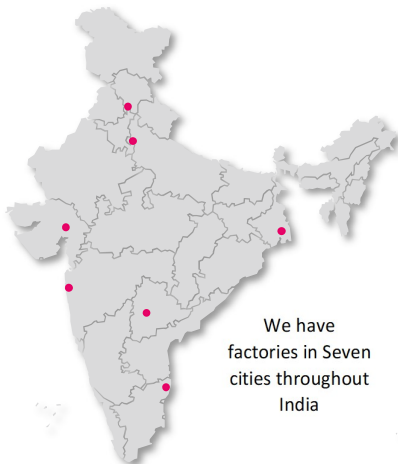 We have
factories in Seven
cities throughout
India